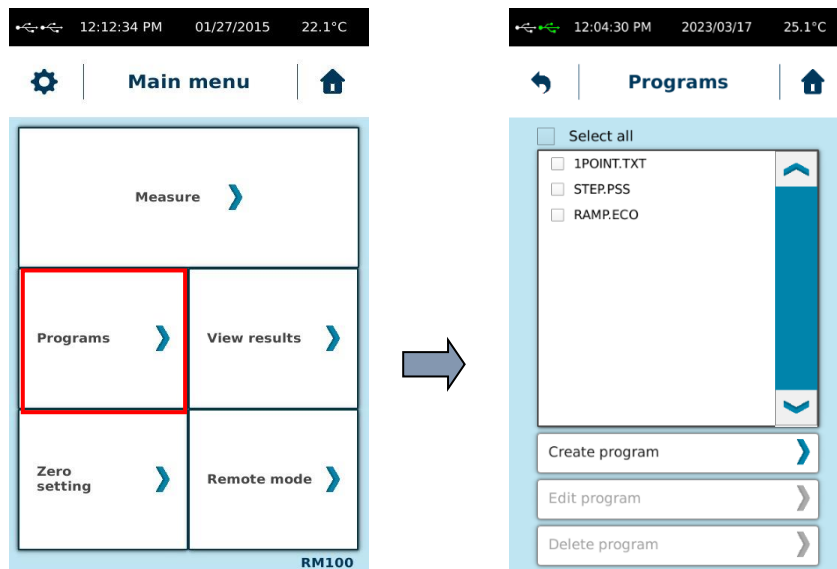 12:12:34 PM 01/27/2015 22.1°C
Main menu
Measure
Programs
View results
Zero
setting
Remote mode
RM100
12:04:30 PM 2023/03/17 25.1°C
Programs
Select all
1POINT.TXT
STEP.PSS
RAMP.ECO
Create program
Edit program
Delete program